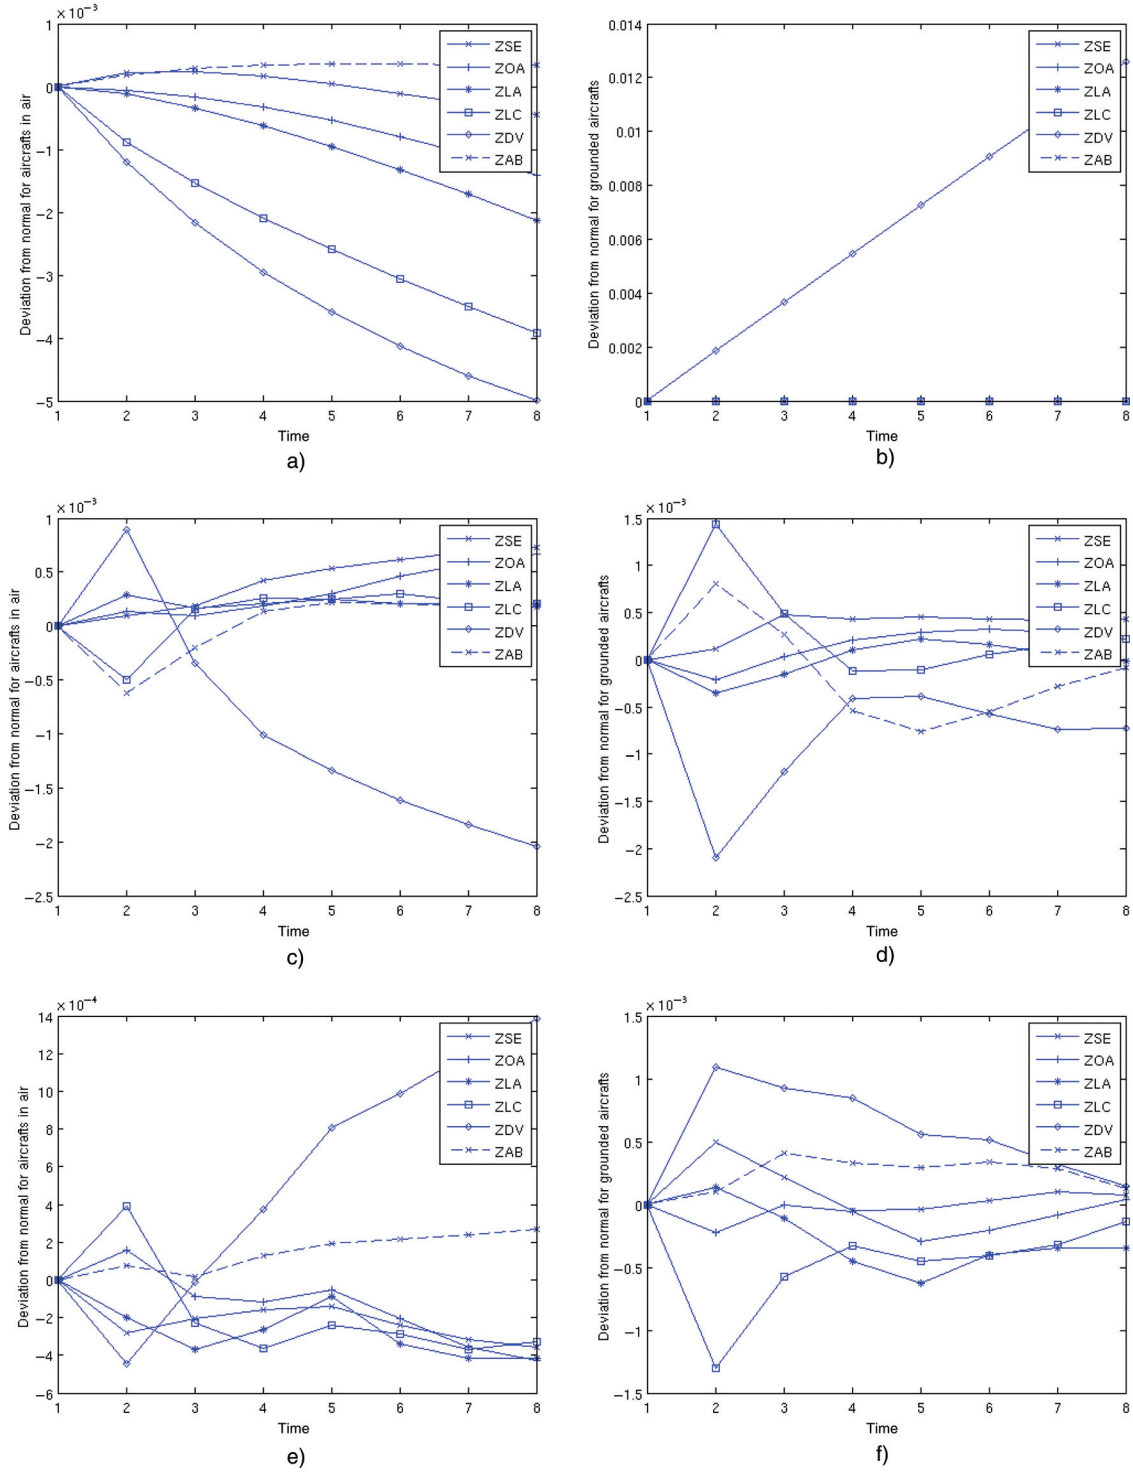 × 10⁻³
1
0
−1
−2
−3
−4
−5
1 2 3 4 5 6 7 8
Deviation from normal for aircrafts in air
Time
ZSE
ZOA
ZLA
ZLC
ZDV
ZAB
a)
0.014
0.012
0.01
0.008
0.006
0.004
0.002
0
1 2 3 4 5 6 7 8
Deviation from normal for grounded aircrafts
Time
ZSE
ZOA
ZLA
ZLC
ZDV
ZAB
b)
× 10⁻³
1
0.5
0
−0.5
−1
−1.5
−2
−2.5
1 2 3 4 5 6 7 8
Deviation from normal for aircrafts in air
Time
ZSE
ZOA
ZLA
ZLC
ZDV
ZAB
c)
× 10⁻³
1.5
1
0.5
0
−0.5
−1
−1.5
−2
−2.5
1 2 3 4 5 6 7 8
Deviation from normal for grounded aircrafts
Time
ZSE
ZOA
ZLA
ZLC
ZDV
ZAB
d)
× 10⁻⁴
14
12
10
8
6
4
2
0
−2
−4
−6
1 2 3 4 5 6 7 8
Deviation from normal for aircrafts in air
Time
ZSE
ZOA
ZLA
ZLC
ZDV
ZAB
e)
× 10⁻³
1.5
1
0.5
0
−0.5
−1
−1.5
1 2 3 4 5 6 7 8
Deviation from normal for grounded aircrafts
Time
ZSE
ZOA
ZLA
ZLC
ZDV
ZAB
f)